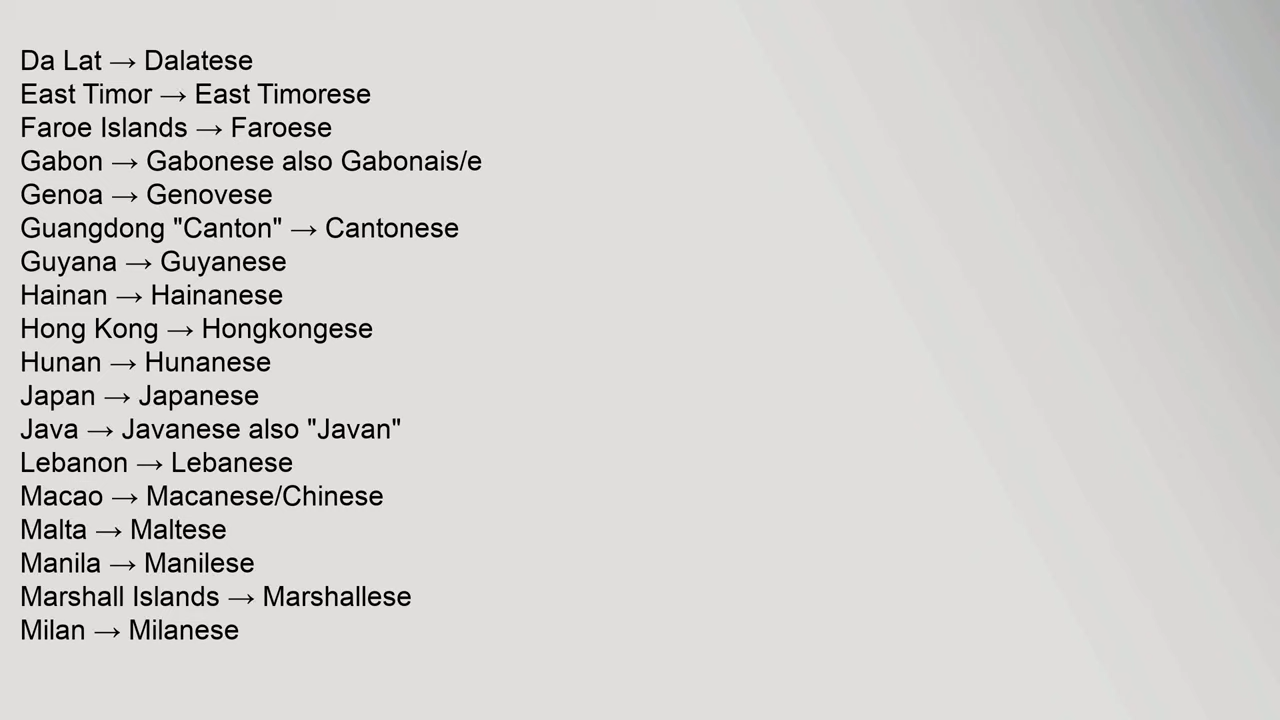 Da Lat → Dalatese
East Timor → East Timorese
Faroe Islands → Faroese
Gabon → Gabonese also Gabonais/e
Genoa → Genovese
Guangdong "Canton" → Cantonese
Guyana → Guyanese
Hainan → Hainanese
Hong Kong → Hongkongese
Hunan → Hunanese
Japan → Japanese
Java → Javanese also "Javan"
Lebanon → Lebanese
Macao → Macanese/Chinese
Malta → Maltese
Manila → Manilese
Marshall Islands → Marshallese
Milan → Milanese